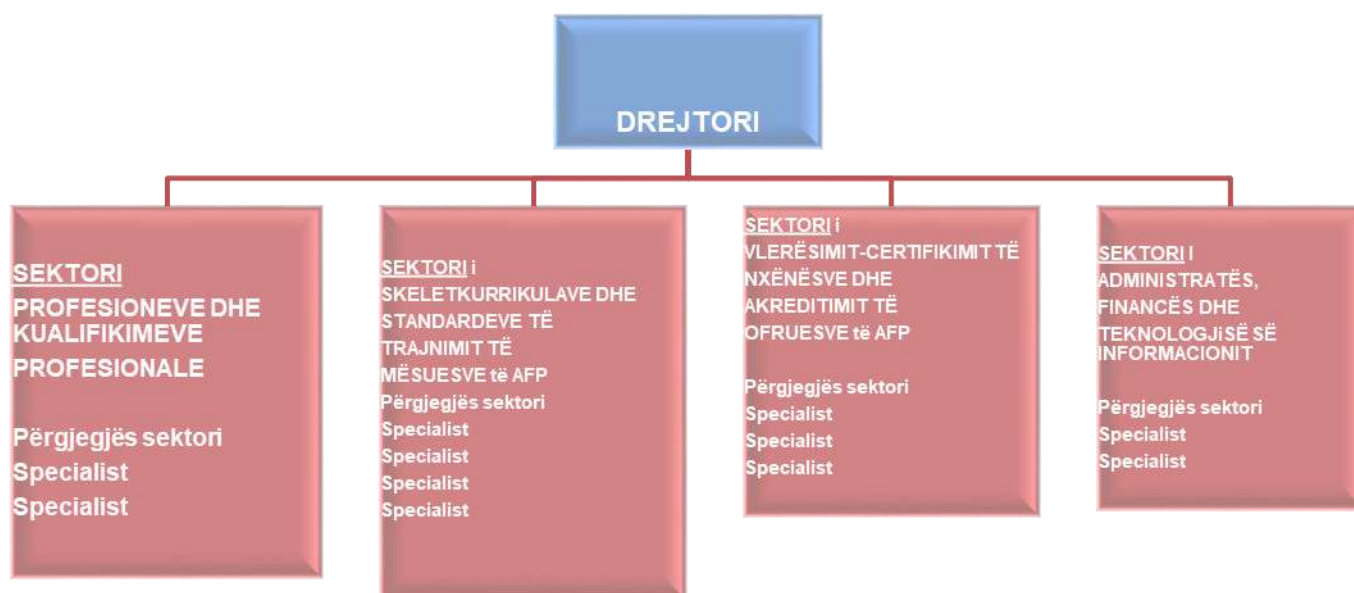 DREJTORI
SEKTORI
PROFESIONEVE DHE
KUALIFIKIMEVE
PROFESIONALE
Përgjegjës sektori
Specialist
Specialist
SEKTORI i
SKELETKURRIKULAVE DHE
STANDARDEVE TË
TRAJNIMIT TË
MËSUESVE të AFP
Përgjegjës sektori
Specialist
Specialist
Specialist
Specialist
SEKTORI i
VLERËSIMIT-CERTIFIKIMIT TË
NXËNËSVE DHE
AKREDITIMIT TË
OFRUESVE të AFP
Përgjegjës sektori
Specialist
Specialist
Specialist
SEKTORI I
ADMINISTRATËS,
FINANCËS DHE
TEKNOLOGJiSË SË
INFORMACIONIT
Përgjegjës sektori
Specialist
Specialist